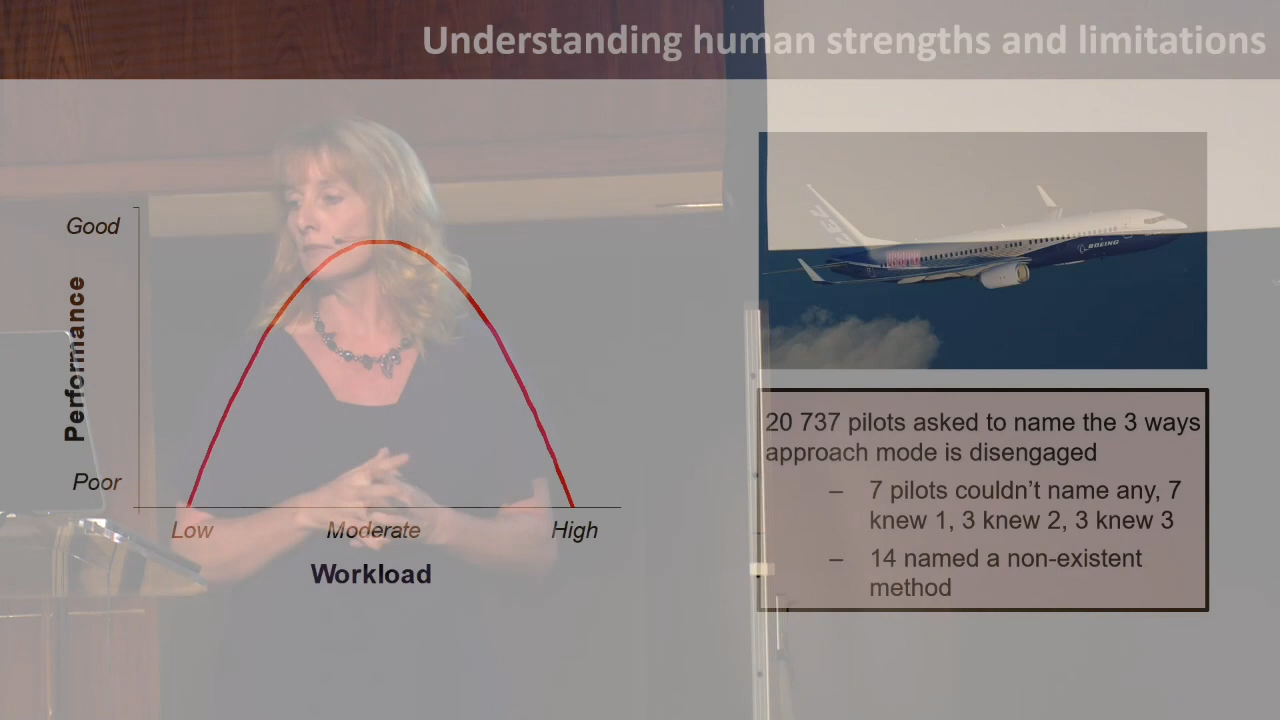 Understanding human strengths and limitations
Good
Performance
Poor
Low Moderate High
Workload
737
BOEING
20 737 pilots asked to name the 3 ways
approach mode is disengaged
– 7 pilots couldn’t name any, 7
knew 1, 3 knew 2, 3 knew 3
– 14 named a non-existent
method